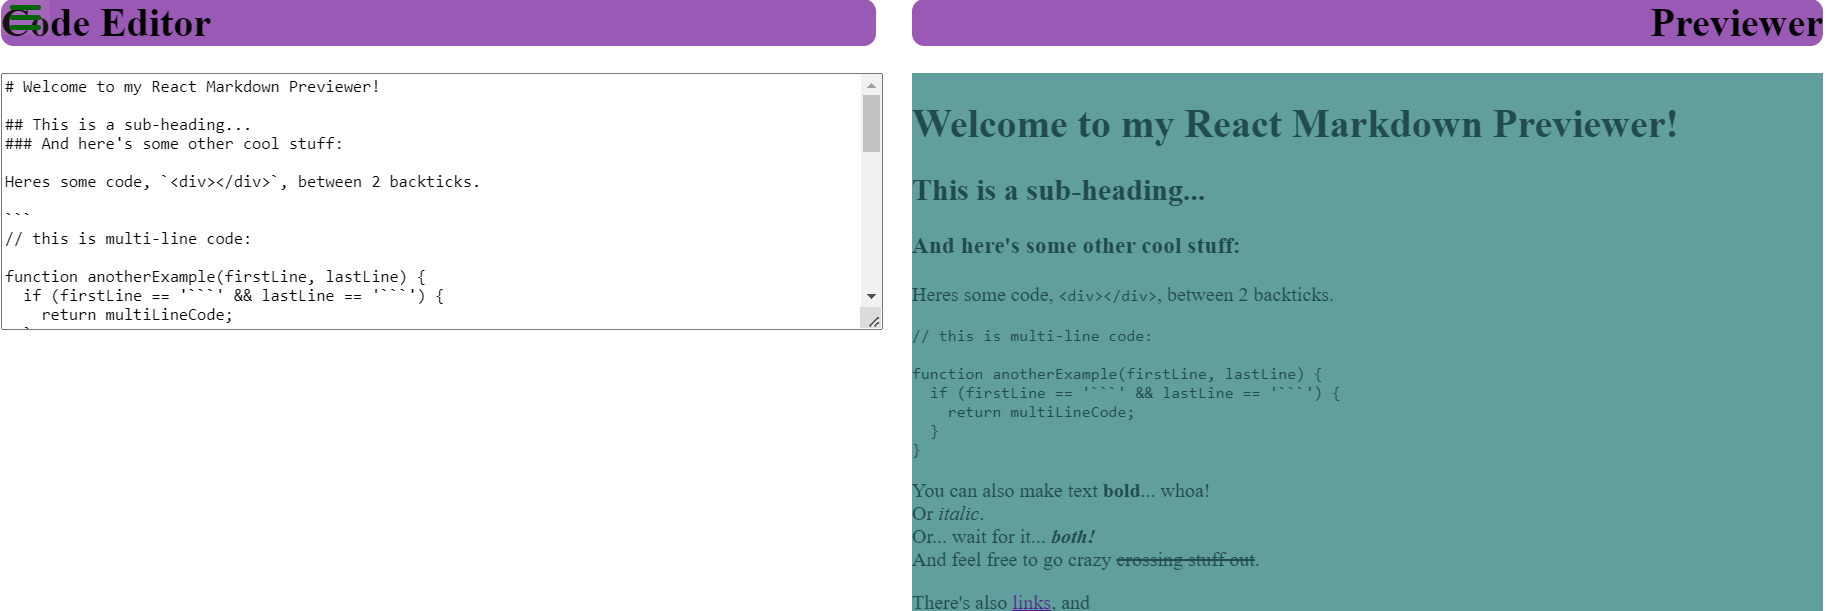 Code Editor
# Welcome to my React Markdown Previewer!
## This is a sub-heading...
### And here's some other cool stuff:
Heres some code, `<div></div>`, between 2 backticks.
```
// this is multi-line code:
function anotherExample(firstLine, lastLine) {
  if (firstLine == '```' && lastLine == '```') {
    return multiLineCode;
Previewer
Welcome to my React Markdown Previewer!
This is a sub-heading...
And here's some other cool stuff:
Heres some code, <div></div>, between 2 backticks.
// this is multi-line code:
function anotherExample(firstLine, lastLine) {
  if (firstLine == '```' && lastLine == '```') {
    return multiLineCode;
  }
}
You can also make text bold... whoa!
Or italic.
Or... wait for it... both!
And feel free to go crazy crossing stuff out.
There's also links, and